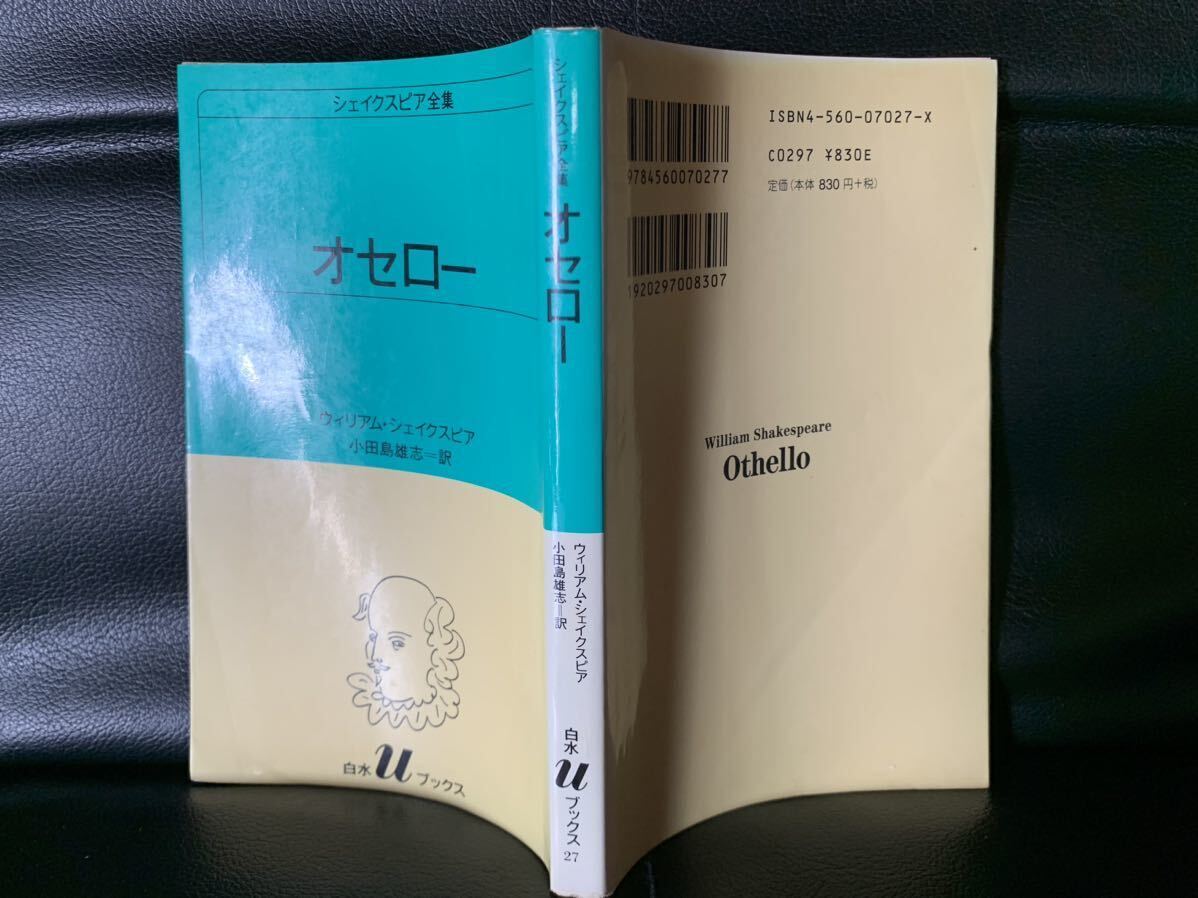 シェイクスピア全集
オセロー
ウィリアム・シェイクスピア
小田島雄志=訳
白水 u ブックス
シェイクスピア全集
オセロー
ウィリアム・シェイクスピア
小田島雄志=訳
白水
u
ブックス
27
ISBN4-560-07027-X
C0297 ¥830E
定価(本体 830 円+税)
9784560070277
1920297008307
William Shakespeare
Othello